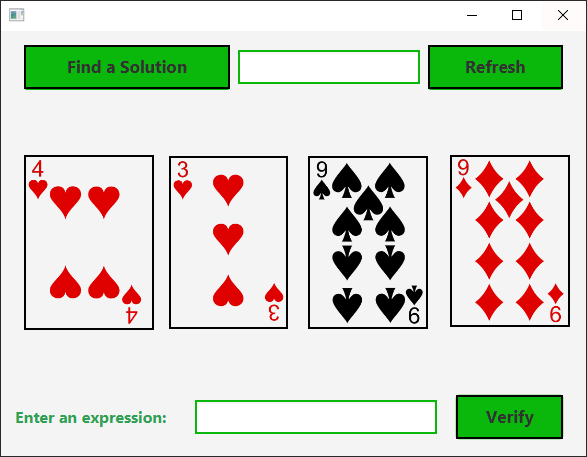 Find a Solution Refresh
4 3 9 9
4 3 9 9
Enter an expression: Verify